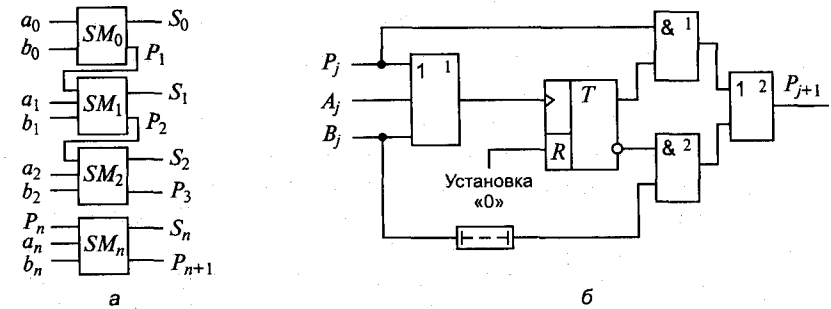 a₀ SM₀ S₀
b₀ P₁
a₁ SM₁ S₁
b₁ P₂
a₂ SM₂ S₂
b₂ P₃
Pₙ Sₙ
aₙ SMₙ
bₙ Pₙ₊₁
а
& 1
Pⱼ 1 1
Aⱼ
Bⱼ
T
R
Установка
«0»
& 2
1 2
Pⱼ₊₁
б